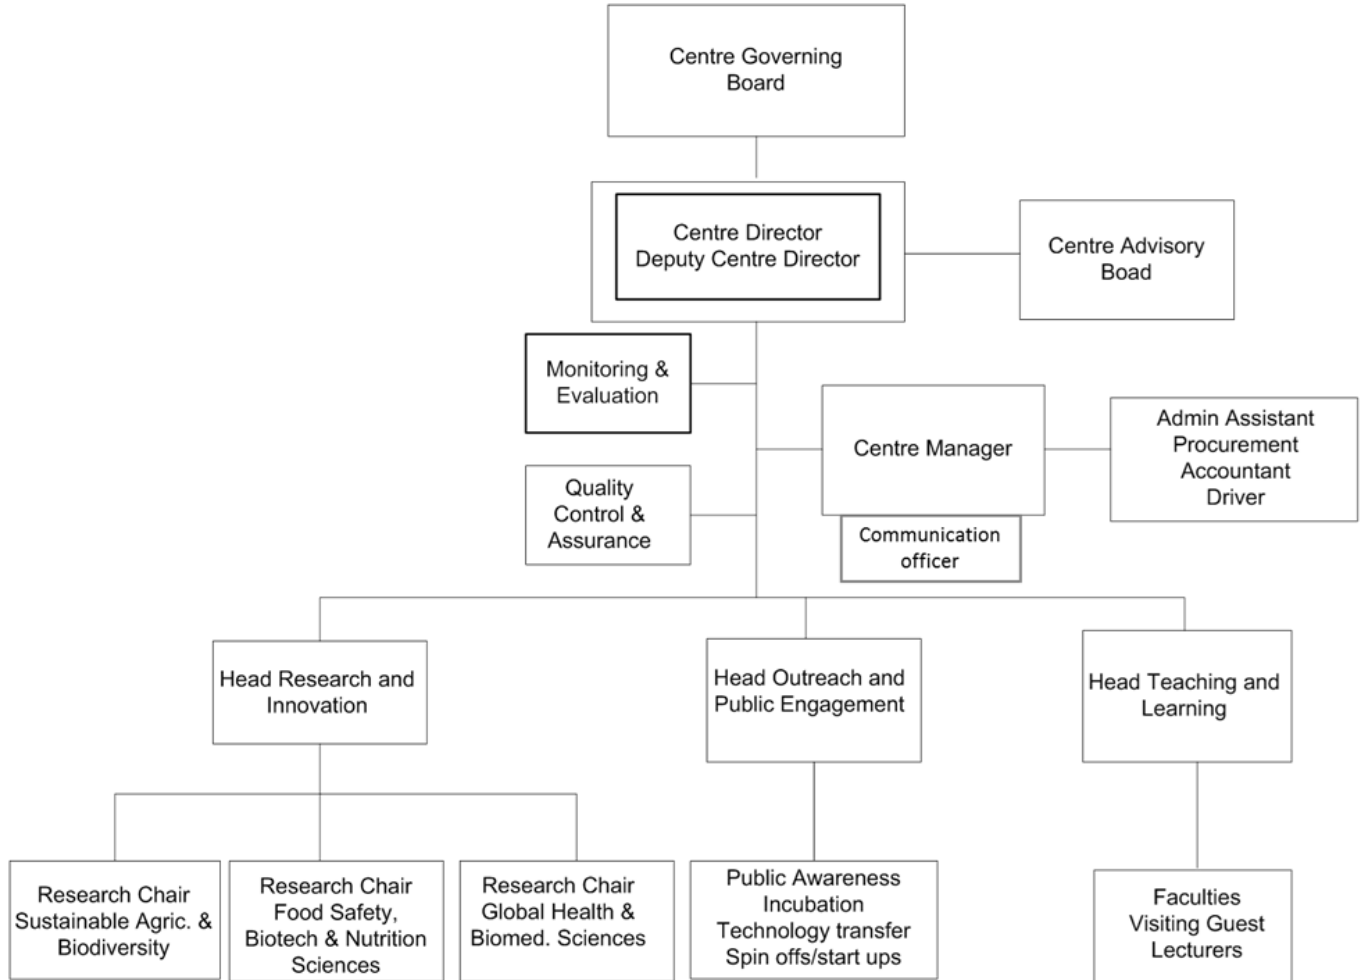 Centre Governing
Board
Centre Director
Deputy Centre Director
Centre Advisory
Boad
Monitoring &
Evaluation
Centre Manager
Admin Assistant
Procurement
Accountant
Driver
Quality
Control &
Assurance
Communication
officer
Head Research and
Innovation
Head Outreach and
Public Engagement
Head Teaching and
Learning
Research Chair
Sustainable Agric. &
Biodiversity
Research Chair
Food Safety,
Biotech & Nutrition
Sciences
Research Chair
Global Health &
Biomed. Sciences
Public Awareness
Incubation
Technology transfer
Spin offs/start ups
Faculties
Visiting Guest
Lecturers